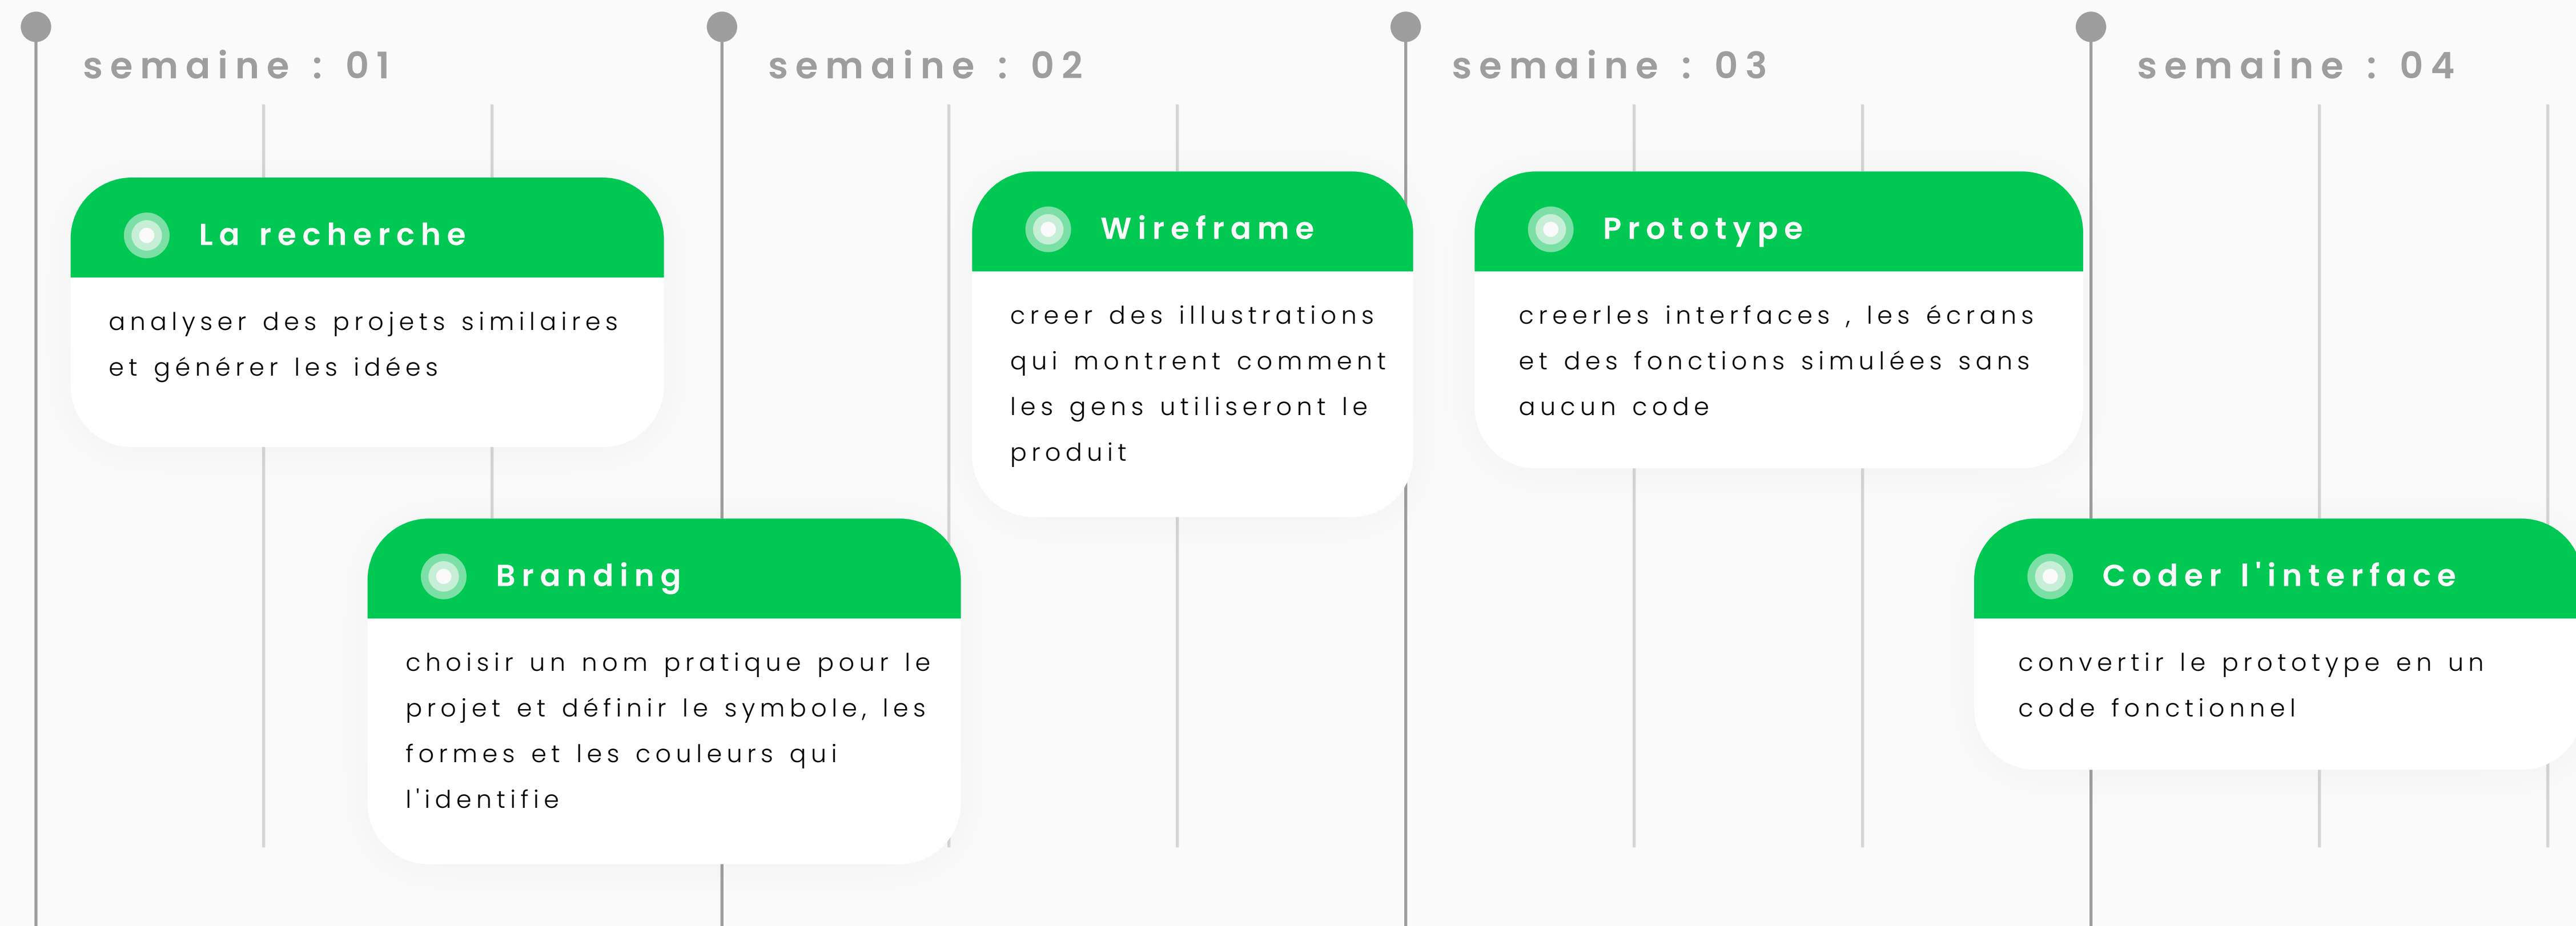 semaine : 01
semaine : 02
semaine : 03
semaine : 04
La recherche
analyser des projets similaires
et générer les idées
Branding
choisir un nom pratique pour le
projet et définir le symbole, les
formes et les couleurs qui
l'identifie
Wireframe
creer des illustrations
qui montrent comment
les gens utiliseront le
produit
Prototype
creerles interfaces , les écrans
et des fonctions simulées sans
aucun code
Coder l'interface
convertir le prototype en un
code fonctionnel